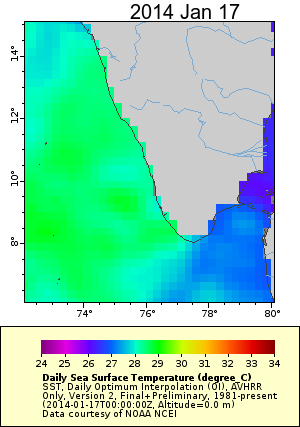 2014 Jan 17
14°
12°
10°
8°
74° 76° 78° 80°
24 25 26 27 28 29 30 31 32 33 34
Daily Sea Surface Temperature (degree_C)
SST, Daily Optimum Interpolation (OI), AVHRR
Only, Version 2, Final+Preliminary, 1981-present
(2014-01-17T00:00:00Z, Altitude=0.0 m)
Data courtesy of NOAA NCEI